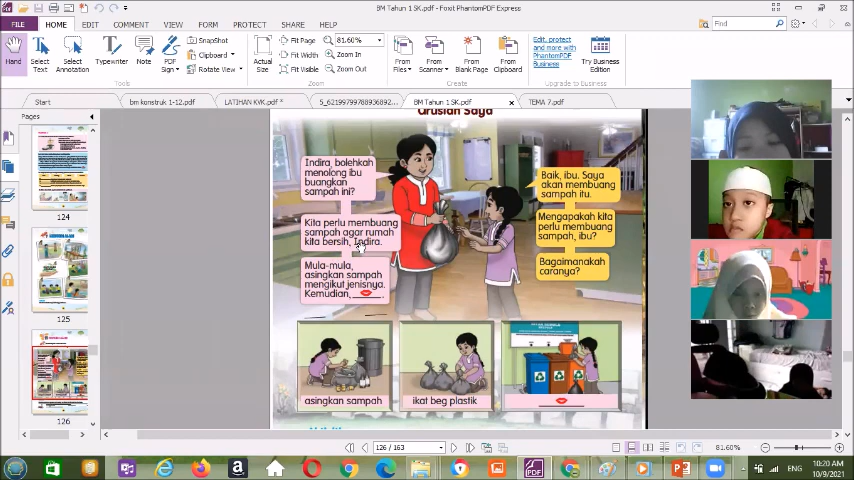 BM Tahun 1 SK.pdf - Foxit PhantomPDF Express
FILE HOME EDIT COMMENT VIEW FORM PROTECT SHARE HELP
Find
Hand
Select Text
Select Annotation
Typewriter
Note
PDF Sign
SnapShot
Clipboard
Rotate View
Tools
Actual Size
Fit Page
Fit Width
Fit Visible
81.60%
Zoom In
Zoom Out
Zoom
From Files
From Scanner
From Blank Page
From Clipboard
Create
Edit, protect and more with PhantomPDF Business
Try Business Edition
Upgrade to Business
Start
bm konstruk 1-12.pdf
LATIHAN KVK.pdf *
5_62199799788936892...
BM Tahun 1 SK.pdf
TEMA 7.pdf
Pages
124
125
126
Urusan Saya
Indira, bolehkah
menolong ibu
buangkan
sampah ini?
Baik, ibu. Saya
akan membuang
sampah itu.
Kita perlu membuang
sampah agar rumah
kita bersih, Indira.
Mengapakah kita
perlu membuang
sampah, ibu?
Mula-mula,
asingkan sampah
mengikut jenisnya.
Kemudian, ____.
Bagaimanakah
caranya?
asingkan sampah
ikat beg plastik
126 / 163
81.60%
ENG
10:20 AM
10/9/2021